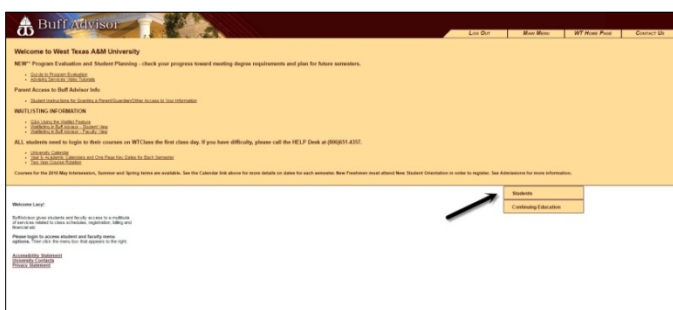 Buff Advisor
LOG OUT MAIN MENU WT HOME PAGE CONTACT US
Welcome to West Texas A&M University
NEW** Program Evaluation and Student Planning - check your progress toward meeting degree requirements and plan for future semesters.
Guide to Program Evaluation
Advising Services Video Tutorials
Parent Access to Buff Advisor Info
Student Instructions for Granting a Parent/Guardian/Other Access to Your Information
WAITLISTING INFORMATION
Q&A Using the Waitlist Feature
Waitlisting in Buff Advisor - Student View
Waitlisting in Buff Advisor - Faculty View
ALL students need to login to their courses on WTClass the first class day. If you have difficulty, please call the HELP Desk at (806)651-4357.
University Calendar
Year & Academic Calendars and One Page Key Dates for Each Semester
Two Year Course Rotation
Courses for the 2018 May Intersession, Summer and Spring terms are available. See the Calendar link above for more details on dates for each semester. New Freshmen must attend New Student Orientation in order to register. See Admissions for more information.
Students
Continuing Education
Welcome Lucy!
BuffAdvisor gives students and faculty access to a multitude
of services related to class schedules, registration, billing and
financial aid.
Please login to access student and faculty menu
options. Then click the menu box that appears to the right.
Accessibility Statement
University Contacts
Privacy Statement